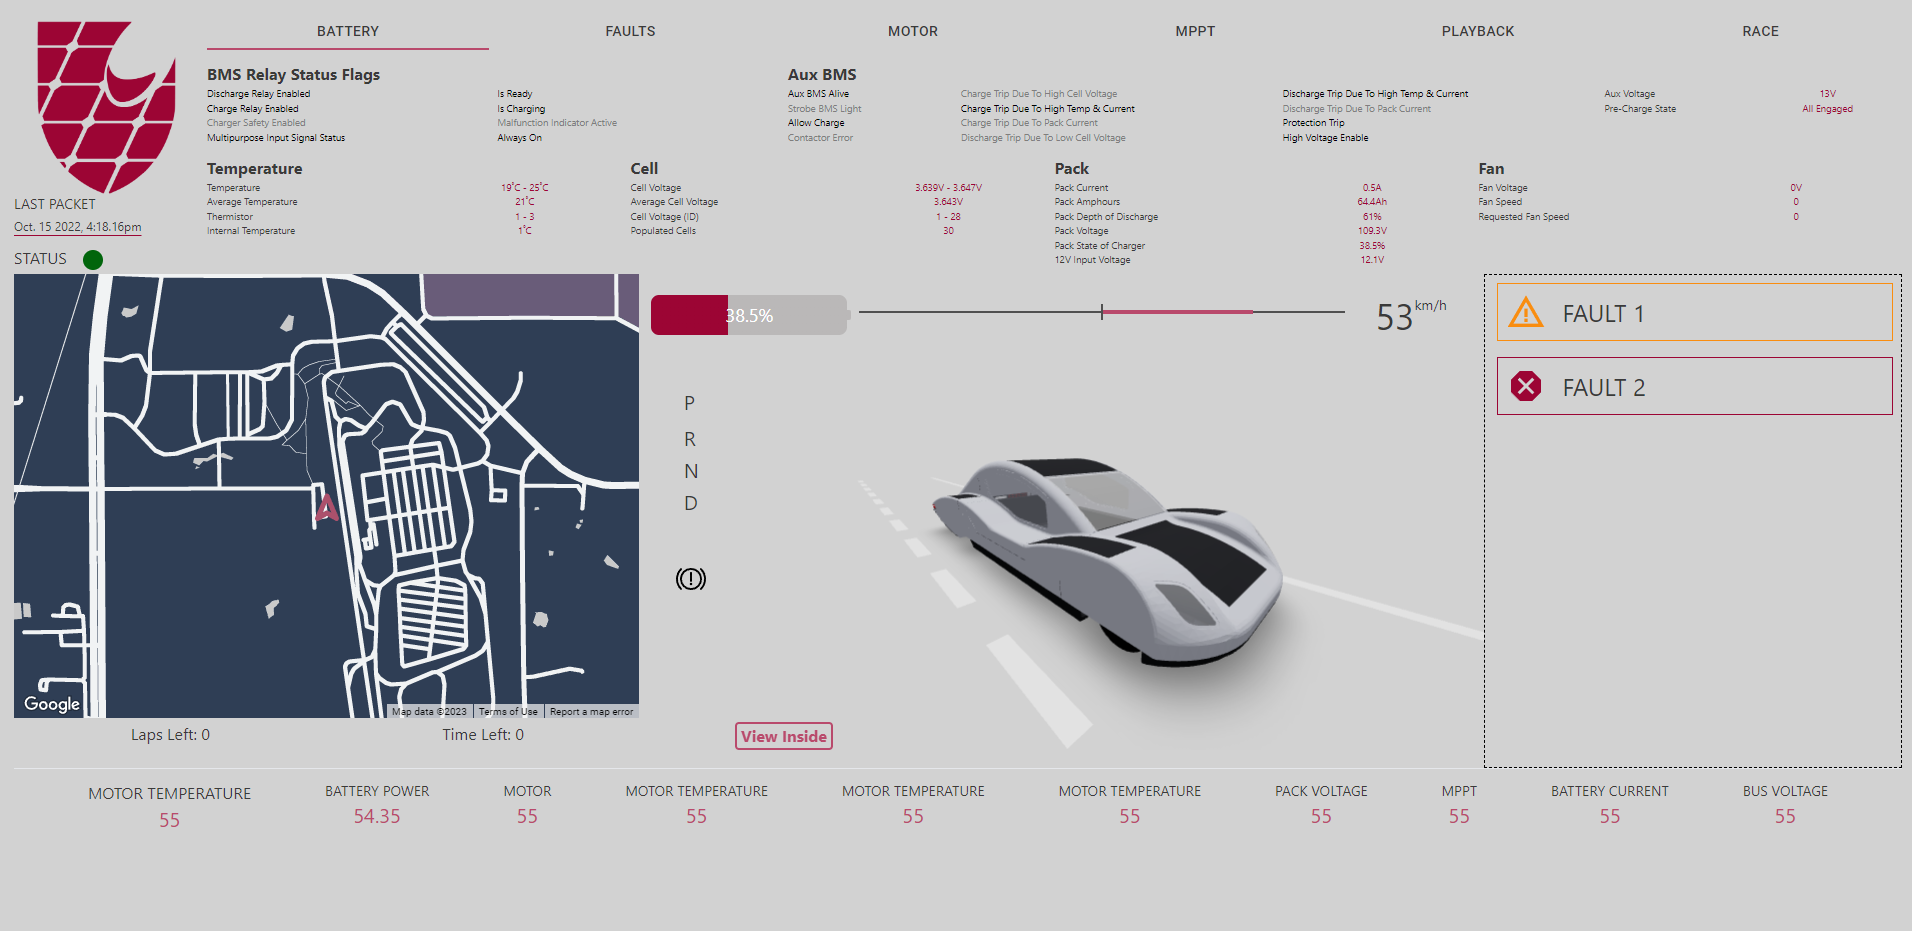 BATTERY FAULTS MOTOR MPPT PLAYBACK RACE
BMS Relay Status Flags
Discharge Relay Enabled
Charge Relay Enabled
Charger Safety Enabled
Multipurpose Input Signal Status
Is Ready
Is Charging
Malfunction Indicator Active
Always On
Aux BMS
Aux BMS Alive
Strobe BMS Light
Allow Charge
Contactor Error
Charge Trip Due To High Cell Voltage
Charge Trip Due To High Temp & Current
Charge Trip Due To Pack Current
Discharge Trip Due To Low Cell Voltage
Discharge Trip Due To High Temp & Current
Discharge Trip Due To Pack Current
Protection Trip
High Voltage Enable
Aux Voltage 13V
Pre-Charge State All Engaged
Temperature
Temperature 19°C - 25°C
Average Temperature 21°C
Thermistor 1 - 3
Internal Temperature 1°C
Cell
Cell Voltage 3.639V - 3.647V
Average Cell Voltage 3.643V
Cell Voltage (ID) 1 - 28
Populated Cells 30
Pack
Pack Current 0.5A
Pack Amphours 64.4Ah
Pack Depth of Discharge 61%
Pack Voltage 109.3V
Pack State of Charger 38.5%
12V Input Voltage 12.1V
Fan
Fan Voltage 0V
Fan Speed 0
Requested Fan Speed 0
LAST PACKET
Oct. 15 2022, 4:18.16pm
STATUS
Google
Map data ©2023 Terms of Use Report a map error
Laps Left: 0 Time Left: 0
38.5%
53 km/h
P
R
N
D
View Inside
FAULT 1
FAULT 2
MOTOR TEMPERATURE
55
BATTERY POWER
54.35
MOTOR
55
MOTOR TEMPERATURE
55
MOTOR TEMPERATURE
55
MOTOR TEMPERATURE
55
PACK VOLTAGE
55
MPPT
55
BATTERY CURRENT
55
BUS VOLTAGE
55